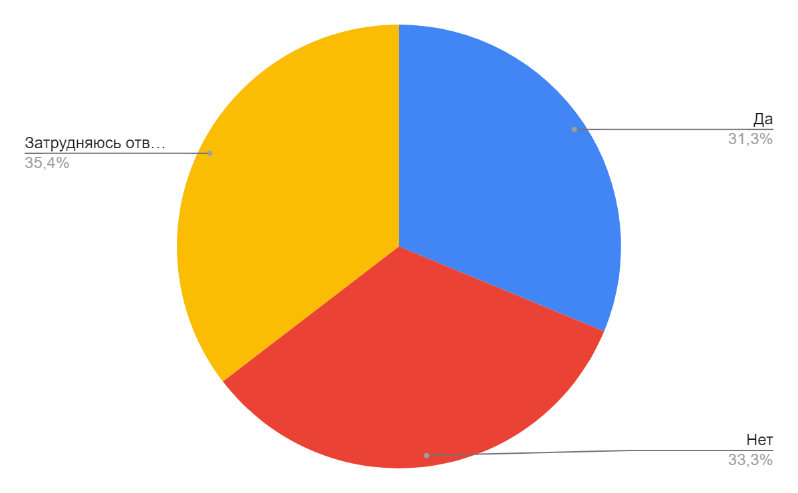 Да
31,3%
Затрудняюсь отв…
35,4%
Нет
33,3%